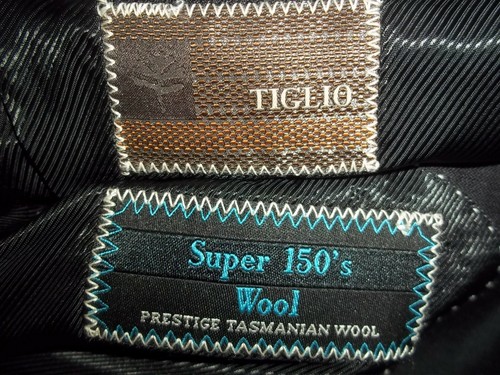 TIGLIO
Super 150's
Wool
PRESTIGE TASMANIAN WOOL